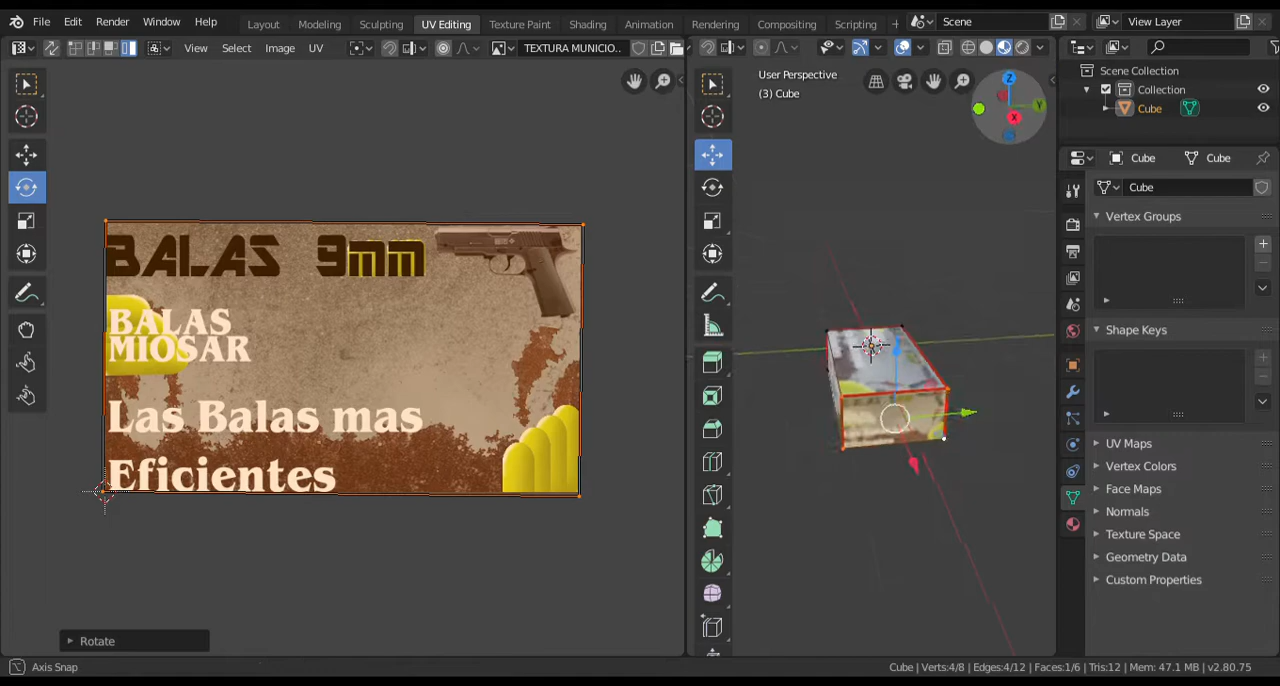 File Edit Render Window Help Layout Modeling Sculpting UV Editing Texture Paint Shading Animation Rendering Compositing Scripting + Scene View Layer
View Select Image UV TEXTURA MUNICIO..
User Perspective
(3) Cube
Z
Y
X
BALAS 9mm
BALAS
MIOSAR
Las Balas mas
Eficientes
Rotate
Scene Collection
Collection
Cube
Cube Cube
Cube
Vertex Groups
Shape Keys
UV Maps
Vertex Colors
Face Maps
Normals
Texture Space
Geometry Data
Custom Properties
Axis Snap
Cube | Verts:4/8 | Edges:4/12 | Faces:1/6 | Tris:12 | Mem: 47.1 MB | v2.80.75